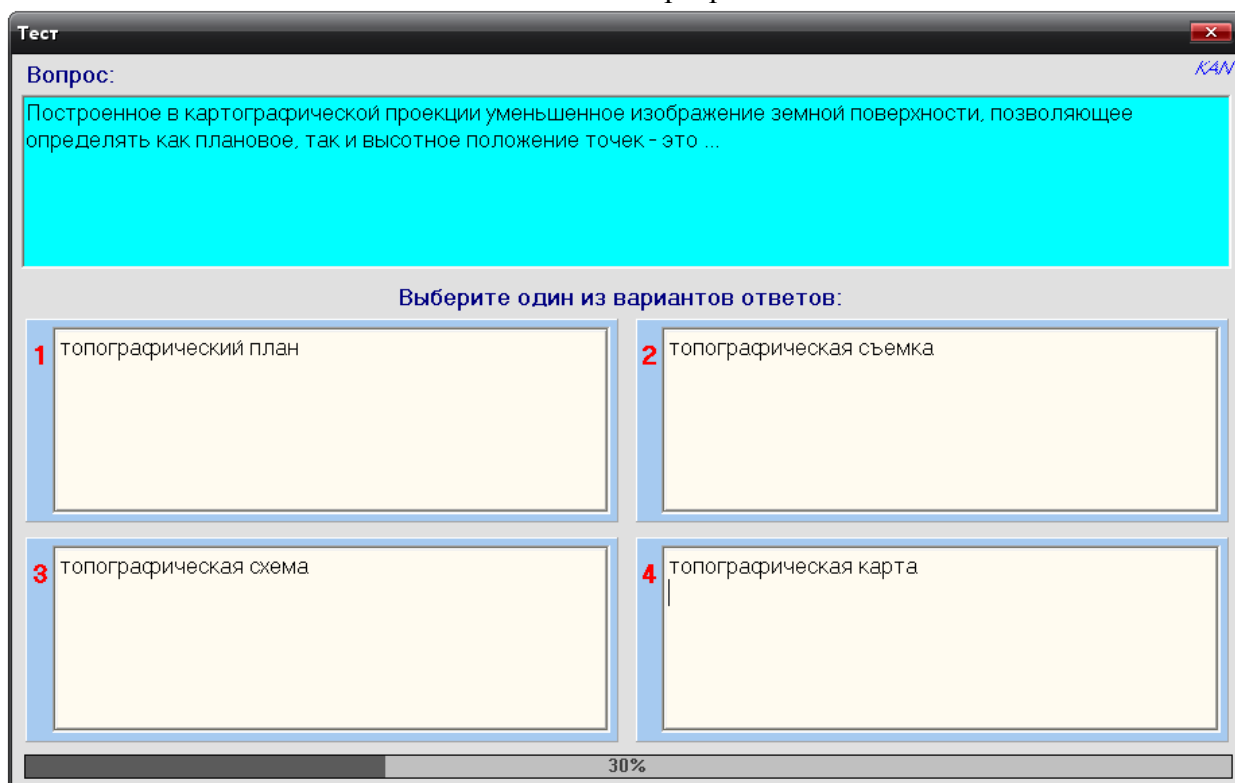 Тест
Вопрос:
KAN
Построенное в картографической проекции уменьшенное изображение земной поверхности, позволяющее
определять как плановое, так и высотное положение точек - это ...
Выберите один из вариантов ответов:
1 топографический план
2 топографическая съемка
3 топографическая схема
4 топографическая карта
30%